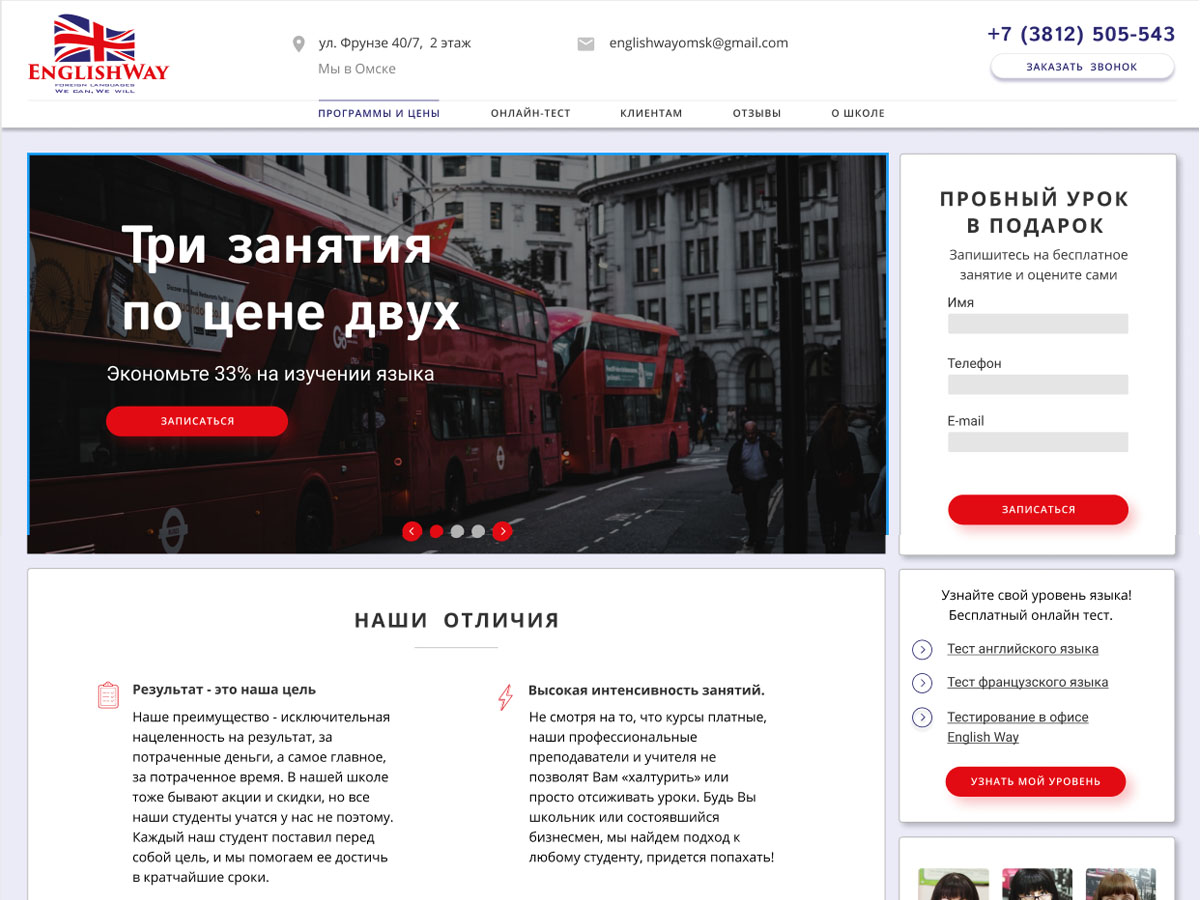 ENGLISHWAY
FOREIGN LANGUAGES
WE CAN, WE WILL
ул. Фрунзе 40/7, 2 этаж
Мы в Омске
englishwayomsk@gmail.com
+7 (3812) 505-543
ЗАКАЗАТЬ ЗВОНОК
ПРОГРАММЫ И ЦЕНЫ
ОНЛАЙН-ТЕСТ
КЛИЕНТАМ
ОТЗЫВЫ
О ШКОЛЕ
Три занятия
по цене двух
Экономьте 33% на изучении языка
ЗАПИСАТЬСЯ
ПРОБНЫЙ УРОК
В ПОДАРОК
Запишитесь на бесплатное
занятие и оцените сами
Имя
Телефон
E-mail
ЗАПИСАТЬСЯ
НАШИ ОТЛИЧИЯ
Результат - это наша цель
Наше преимущество - исключительная
нацеленность на результат, за
потраченные деньги, а самое главное,
за потраченное время. В нашей школе
тоже бывают акции и скидки, но все
наши студенты учатся у нас не поэтому.
Каждый наш студент поставил перед
собой цель, и мы помогаем ее достичь
в кратчайшие сроки.
Высокая интенсивность занятий.
Не смотря на то, что курсы платные,
наши профессиональные
преподаватели и учителя не
позволят Вам «халтурить» или
просто отсиживать уроки. Будь Вы
школьник или состоявшийся
бизнесмен, мы найдем подход к
любому студенту, придется попахать!
Узнайте свой уровень языка!
Бесплатный онлайн тест.
Тест английского языка
Тест французского языка
Тестирование в офисе
English Way
УЗНАТЬ МОЙ УРОВЕНЬ